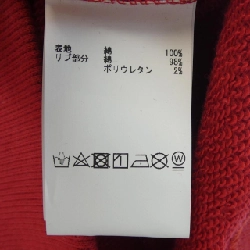 表地 綿 100%
リブ部分 綿 98%
ポリウレタン 2%